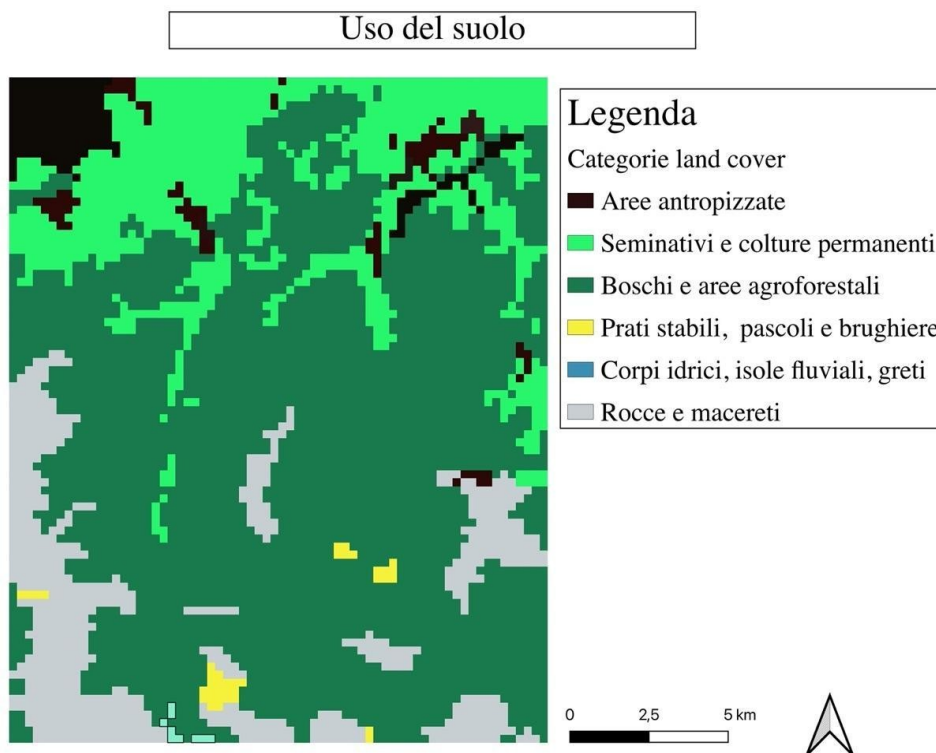 Uso del suolo
Legenda
Categorie land cover
Aree antropizzate
Seminativi e colture permanenti
Boschi e aree agroforestali
Prati stabili, pascoli e brughiere
Corpi idrici, isole fluviali, greti
Rocce e macereti
0 2,5 5 km